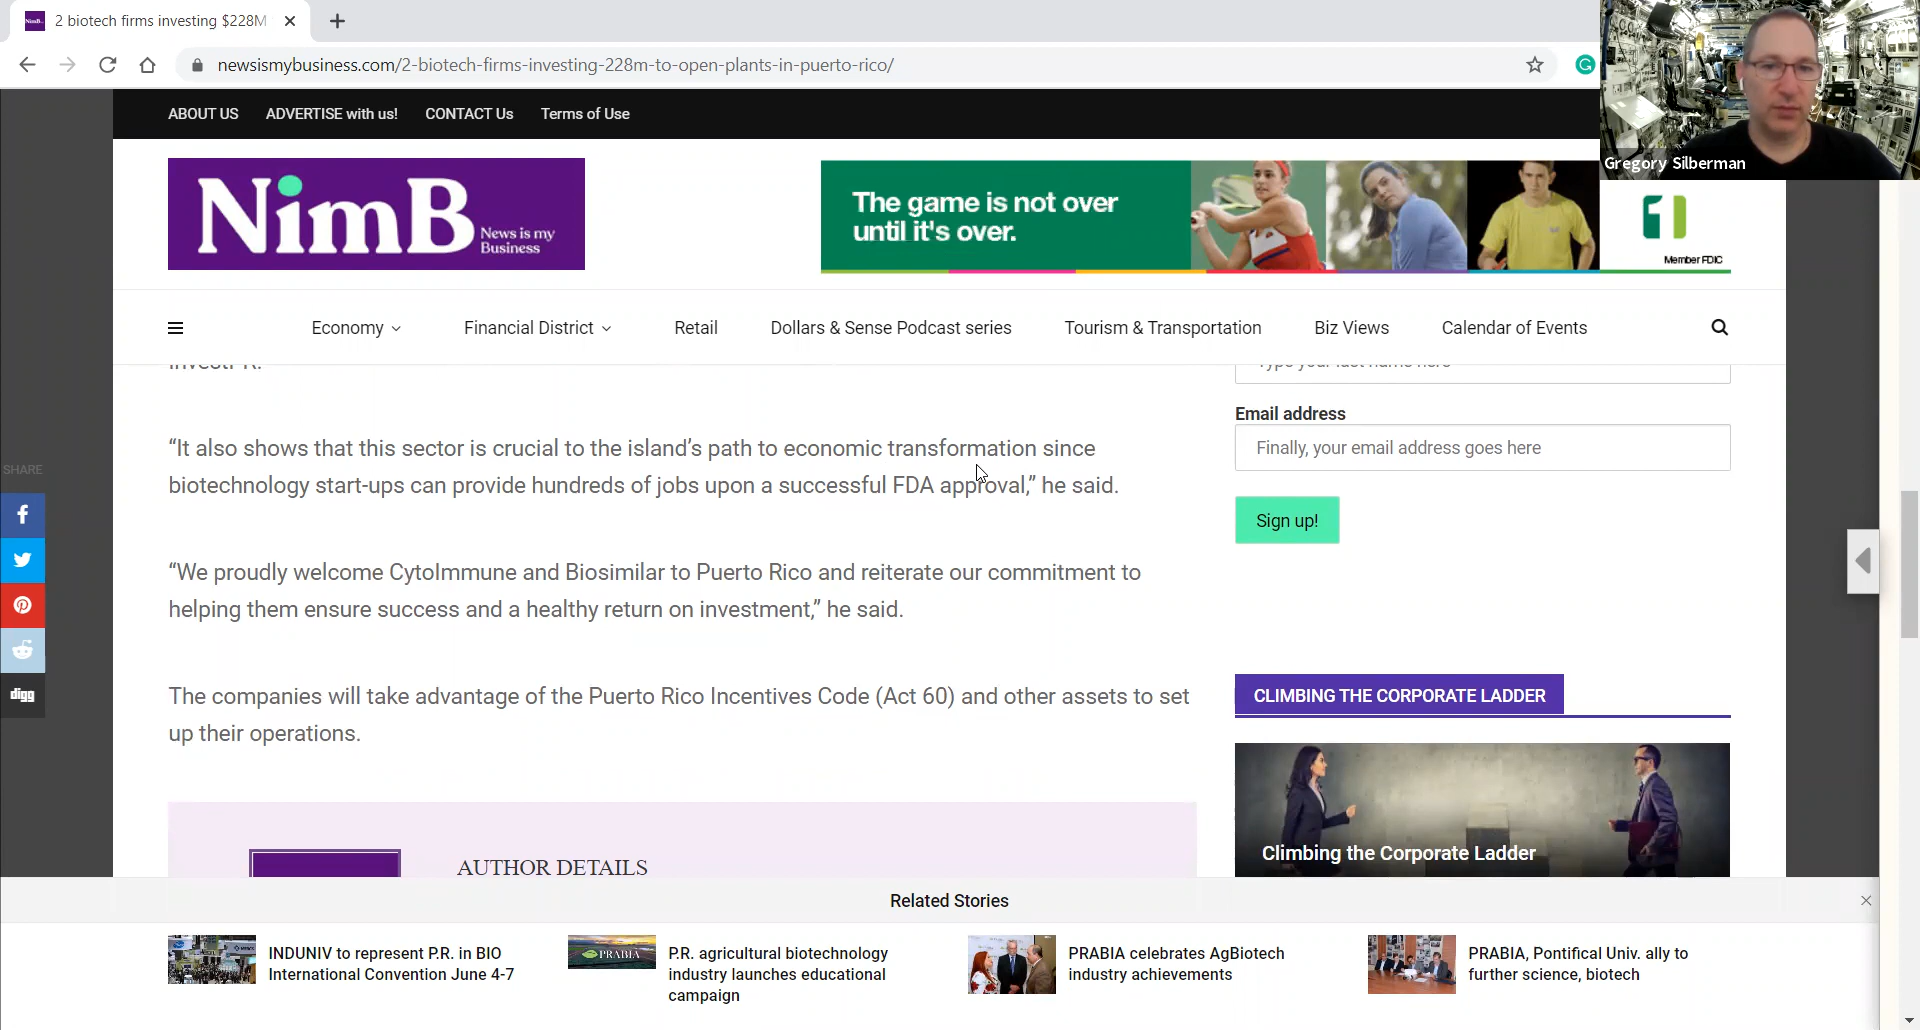 2 biotech firms investing $228M
newsismybusiness.com/2-biotech-firms-investing-228m-to-open-plants-in-puerto-rico/
ABOUT US ADVERTISE with us! CONTACT Us Terms of Use
Gregory Silberman
NimB News is my Business
The game is not over
until it's over.
Member FDIC
Economy Financial District Retail Dollars & Sense Podcast series Tourism & Transportation Biz Views Calendar of Events
InvestPR.
Type your last name here
Email address
Finally, your email address goes here
Sign up!
“It also shows that this sector is crucial to the island’s path to economic transformation since
biotechnology start-ups can provide hundreds of jobs upon a successful FDA approval,” he said.
“We proudly welcome CytoImmune and Biosimilar to Puerto Rico and reiterate our commitment to
helping them ensure success and a healthy return on investment,” he said.
The companies will take advantage of the Puerto Rico Incentives Code (Act 60) and other assets to set
up their operations.
SHARE
digg
CLIMBING THE CORPORATE LADDER
Climbing the Corporate Ladder
AUTHOR DETAILS
Related Stories
INDUNIV to represent P.R. in BIO
International Convention June 4-7
PRABIA
P.R. agricultural biotechnology
industry launches educational
campaign
PRABIA celebrates AgBiotech
industry achievements
PRABIA, Pontifical Univ. ally to
further science, biotech